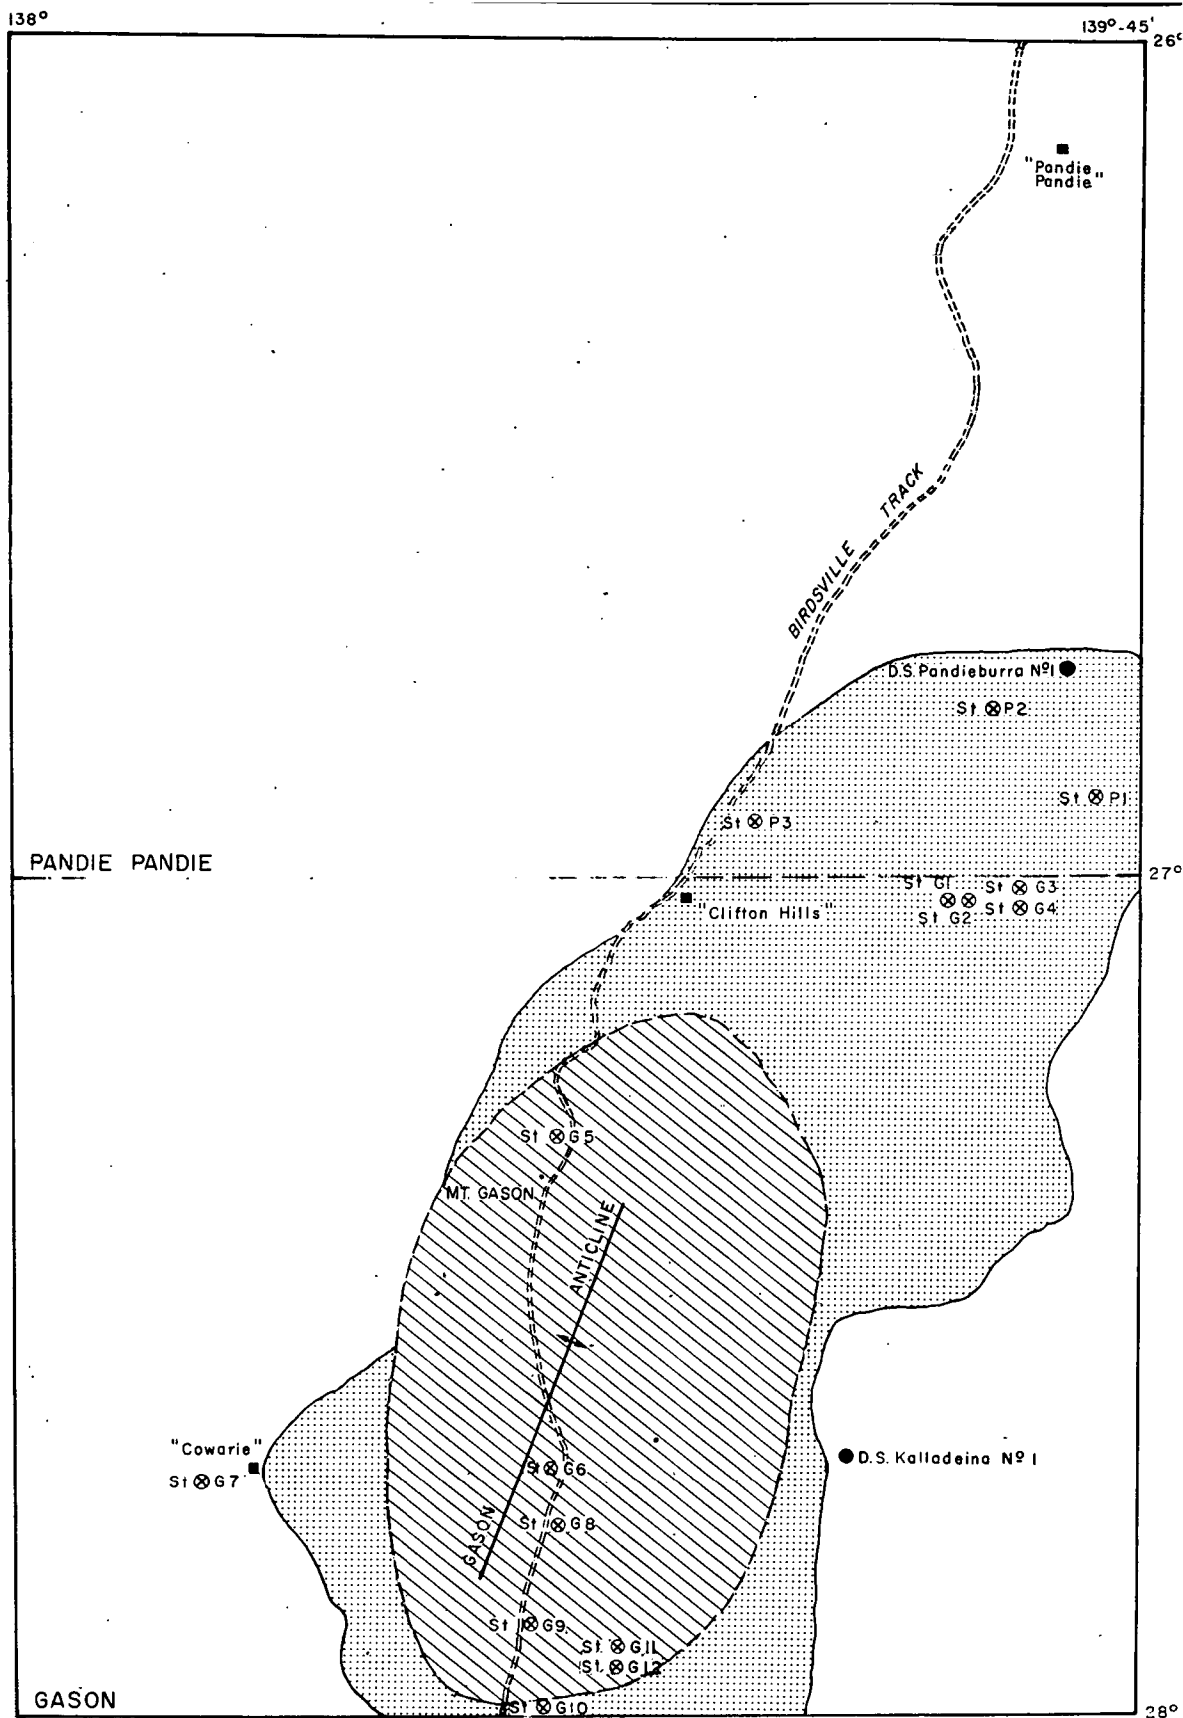 138°
139°-45'
26°
"Pandie
Pandie"
BIRDSVILLE TRACK
D.S. Pandieburra Nº1
St P2
St P1
St P3
PANDIE PANDIE
27°
St G1
St G3
"Clifton Hills"
St G2
St G4
St G5
MT. GASON
GASON ANTICLINE
"Cowarie"
D.S. Kalladeina Nº 1
St G7
St G6
St G8
St G9
St G11
St G12
GASON
St G10
28°